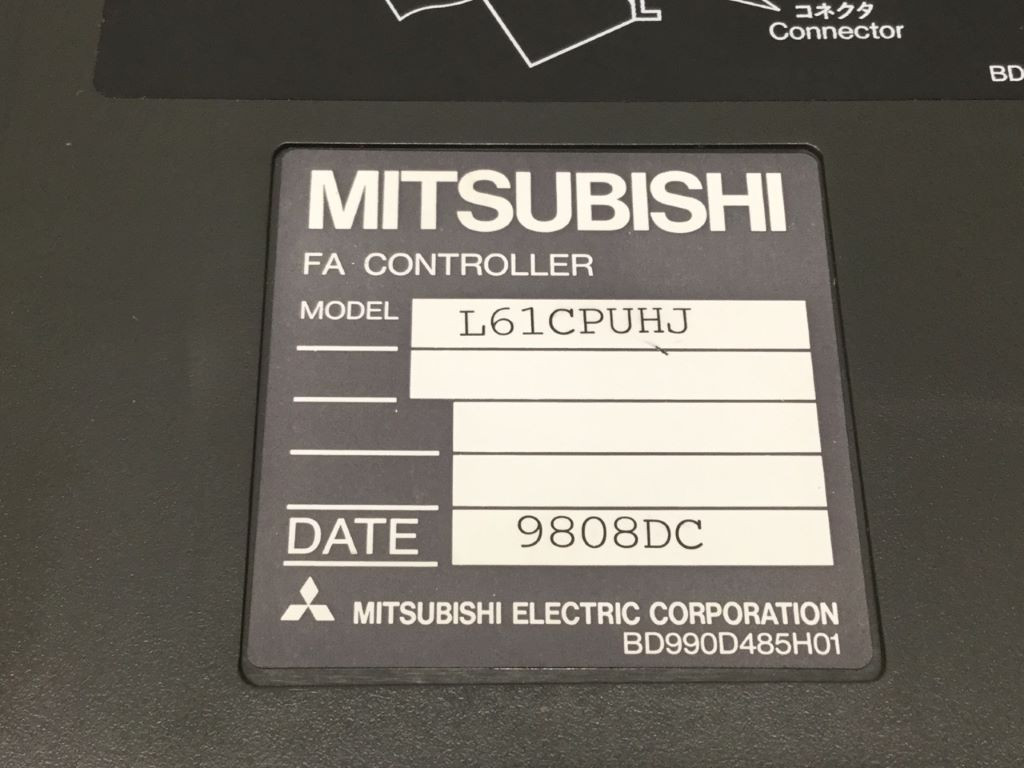 コネクタ
Connector
BD
MITSUBISHI
FA CONTROLLER
MODEL L61CPUHJ
DATE 9808DC
MITSUBISHI ELECTRIC CORPORATION
BD990D485H01